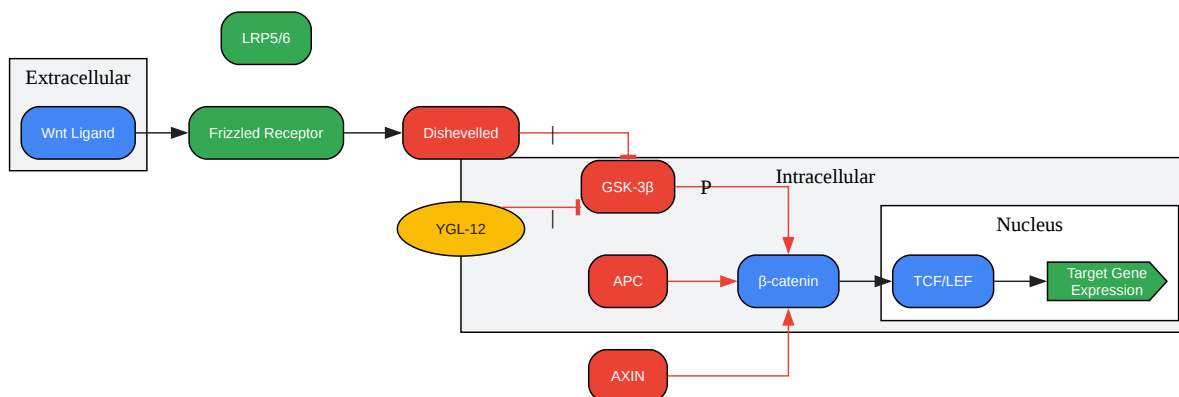 LRP5/6
Extracellular
Wnt Ligand
Frizzled Receptor
Dishevelled
|
GSK-3β
P
Intracellular
YGL-12
|
Nucleus
APC
β-catenin
TCF/LEF
Target Gene
Expression
AXIN